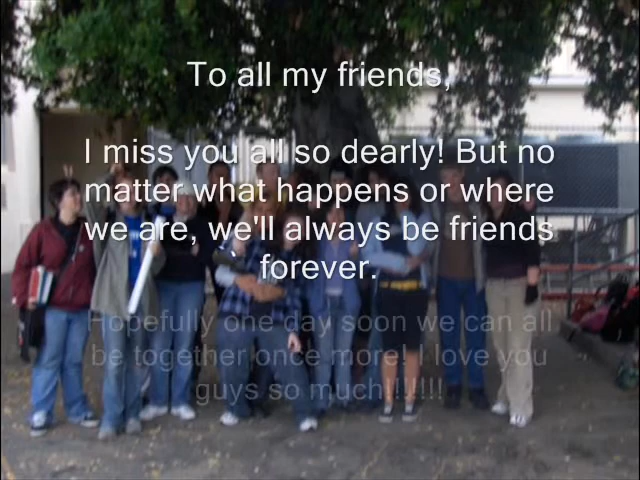 To all my friends,
I miss you all so dearly! But no
matter what happens or where
we are, we'll always be friends
forever.
Hopefully one day soon we can all
be together once more! I love you
guys so much!!!!!!!